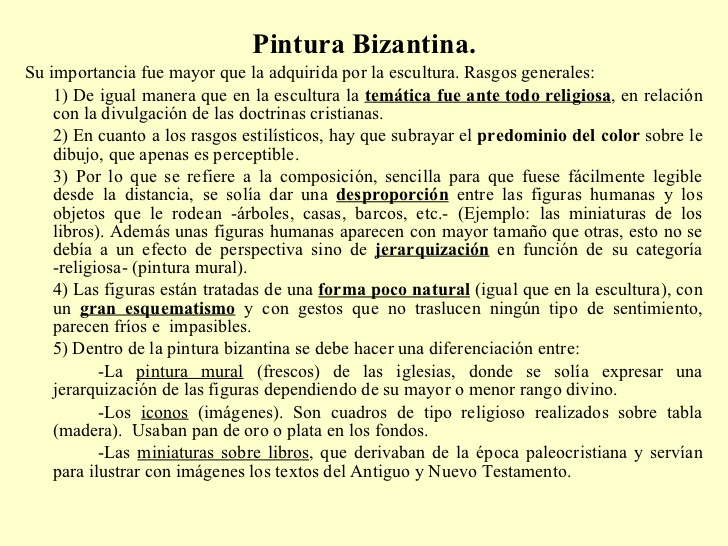 Pintura Bizantina.
Su importancia fue mayor que la adquirida por la escultura. Rasgos generales:
1) De igual manera que en la escultura la temática fue ante todo religiosa, en relación
con la divulgación de las doctrinas cristianas.
2) En cuanto a los rasgos estilísticos, hay que subrayar el predominio del color sobre le
dibujo, que apenas es perceptible.
3) Por lo que se refiere a la composición, sencilla para que fuese fácilmente legible
desde la distancia, se solía dar una desproporción entre las figuras humanas y los
objetos que le rodean -árboles, casas, barcos, etc.- (Ejemplo: las miniaturas de los
libros). Además unas figuras humanas aparecen con mayor tamaño que otras, esto no se
debía a un efecto de perspectiva sino de jerarquización en función de su categoría
-religiosa- (pintura mural).
4) Las figuras están tratadas de una forma poco natural (igual que en la escultura), con
un gran esquematismo y con gestos que no traslucen ningún tipo de sentimiento,
parecen fríos e impasibles.
5) Dentro de la pintura bizantina se debe hacer una diferenciación entre:
-La pintura mural (frescos) de las iglesias, donde se solía expresar una
jerarquización de las figuras dependiendo de su mayor o menor rango divino.
-Los iconos (imágenes). Son cuadros de tipo religioso realizados sobre tabla
(madera). Usaban pan de oro o plata en los fondos.
-Las miniaturas sobre libros, que derivaban de la época paleocristiana y servían
para ilustrar con imágenes los textos del Antiguo y Nuevo Testamento.